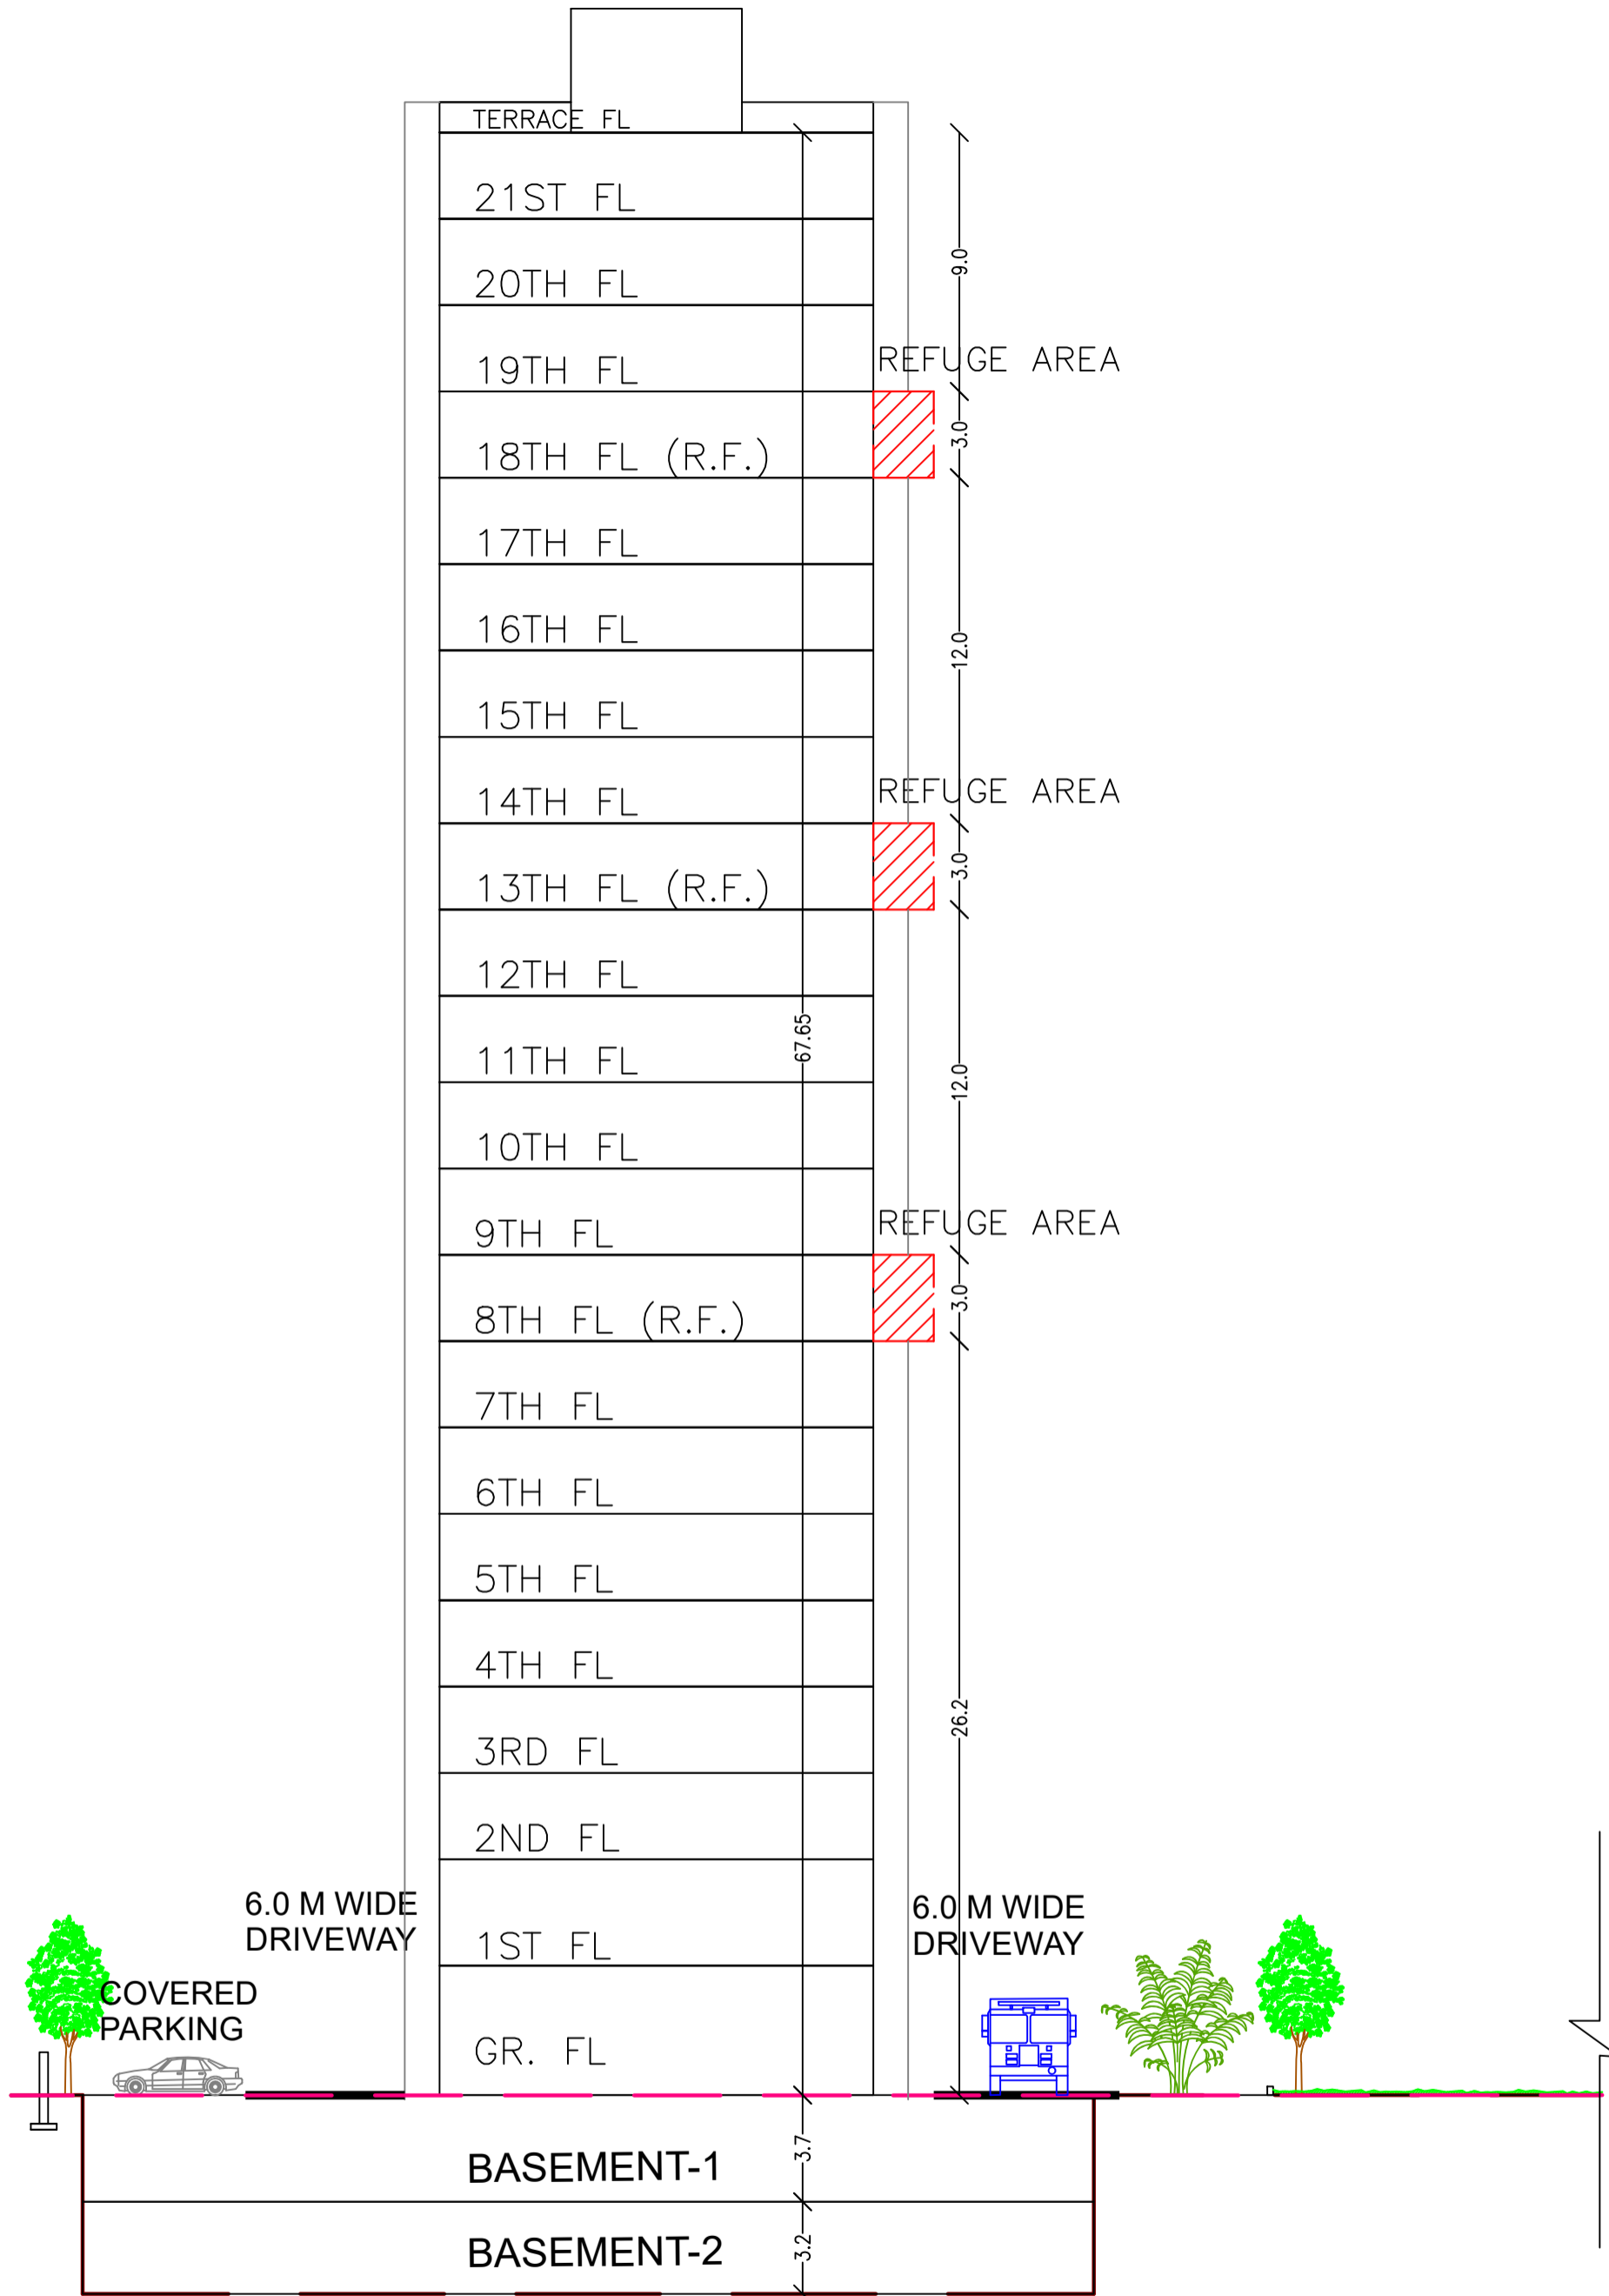 TERRACE FL
21ST FL
20TH FL
9.0
19TH FL
REFUGE AREA
18TH FL (R.F.)
3.0
17TH FL
16TH FL
12.0
15TH FL
14TH FL
REFUGE AREA
13TH FL (R.F.)
3.0
12TH FL
67.65
11TH FL
12.0
10TH FL
9TH FL
REFUGE AREA
8TH FL (R.F.)
3.0
7TH FL
6TH FL
5TH FL
4TH FL
26.2
3RD FL
2ND FL
6.0 M WIDE
DRIVEWAY
6.0 M WIDE
DRIVEWAY
1ST FL
COVERED
PARKING
GR. FL
BASEMENT-1
3.7
BASEMENT-2
3.2